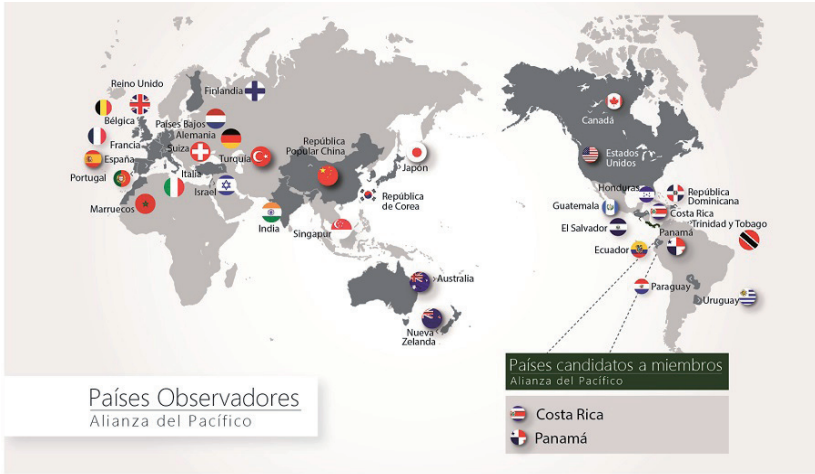 Reino Unido
Finlandia
Bélgica
Países Bajos
Alemania
Francia
Suiza
España
Turquía
Portugal
Italia
Israel
Marruecos
República
Popular China
Japón
República
de Corea
India
Singapur
Australia
Nueva
Zelanda
Canadá
Estados
Unidos
Honduras
República
Dominicana
Guatemala
Costa Rica
El Salvador
Trinidad y Tobago
Panamá
Ecuador
Paraguay
Uruguay
Países candidatos a miembros
Alianza del Pacífico
Costa Rica
Panamá
Países Observadores
Alianza del Pacífico